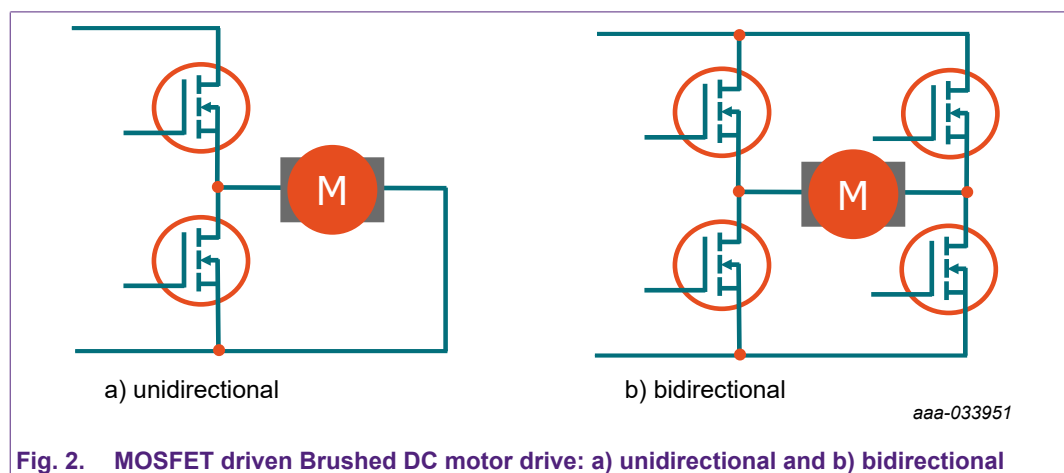 M
M
a) unidirectional
b) bidirectional
aaa-033951
Fig. 2. MOSFET driven Brushed DC motor drive: a) unidirectional and b) bidirectional